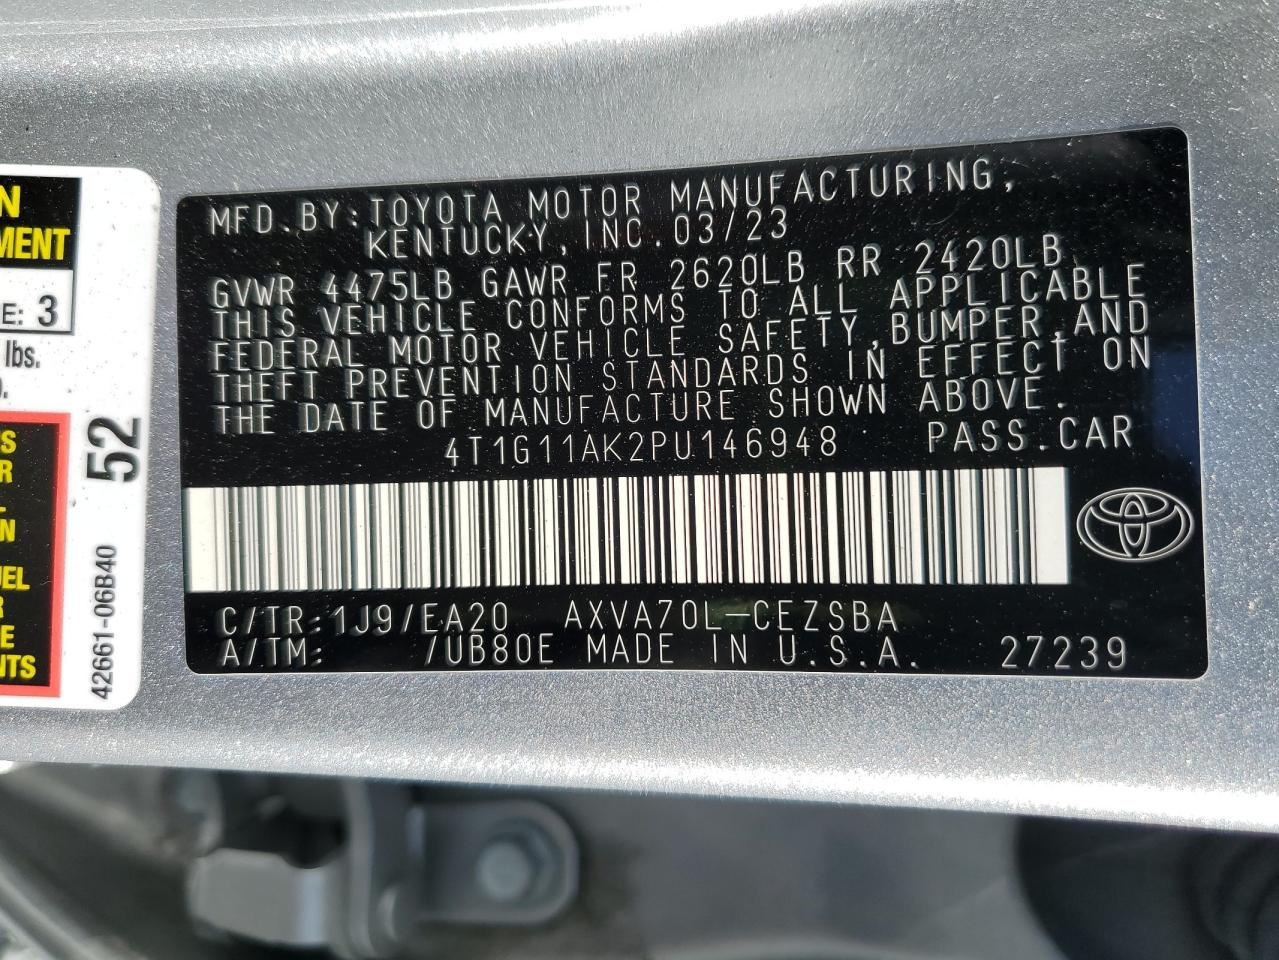 N
MENT
E: 3
lbs.
52
42661-06B40
MFD.BY:TOYOTA MOTOR MANUFACTURING,
KENTUCKY, INC.03/23
GVWR 4475LB GAWR FR 2620LB RR 2420LB
THIS VEHICLE CONFORMS TO ALL APPLICABLE
FEDERAL MOTOR VEHICLE SAFETY,BUMPER,AND
THEFT PREVENTION STANDARDS IN EFFECT ON
THE DATE OF MANUFACTURE SHOWN ABOVE.
4T1G11AK2PU146948 PASS.CAR
C/TR:1J9/EA20 AXVA70L-CEZSBA
A/TM: /UB80E MADE IN U.S.A. 27239